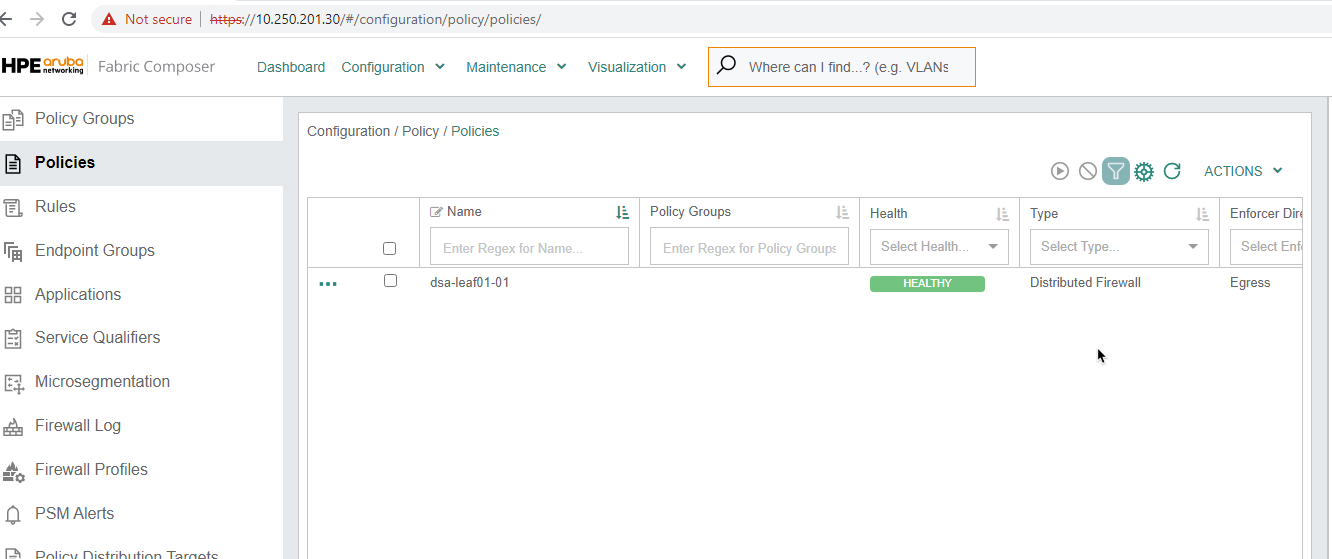 Not secure | https://10.250.201.30/#/configuration/policy/policies/
HPE aruba networking Fabric Composer Dashboard Configuration Maintenance Visualization Where can I find...? (e.g. VLANs
Policy Groups
Policies
Rules
Endpoint Groups
Applications
Service Qualifiers
Microsegmentation
Firewall Log
Firewall Profiles
PSM Alerts
Policy Distribution Targets
Configuration / Policy / Policies
ACTIONS
Name Policy Groups Health Type Enforcer Dire
Enter Regex for Name... Enter Regex for Policy Groups Select Health... Select Type... Select Enfo
dsa-leaf01-01 HEALTHY Distributed Firewall Egress